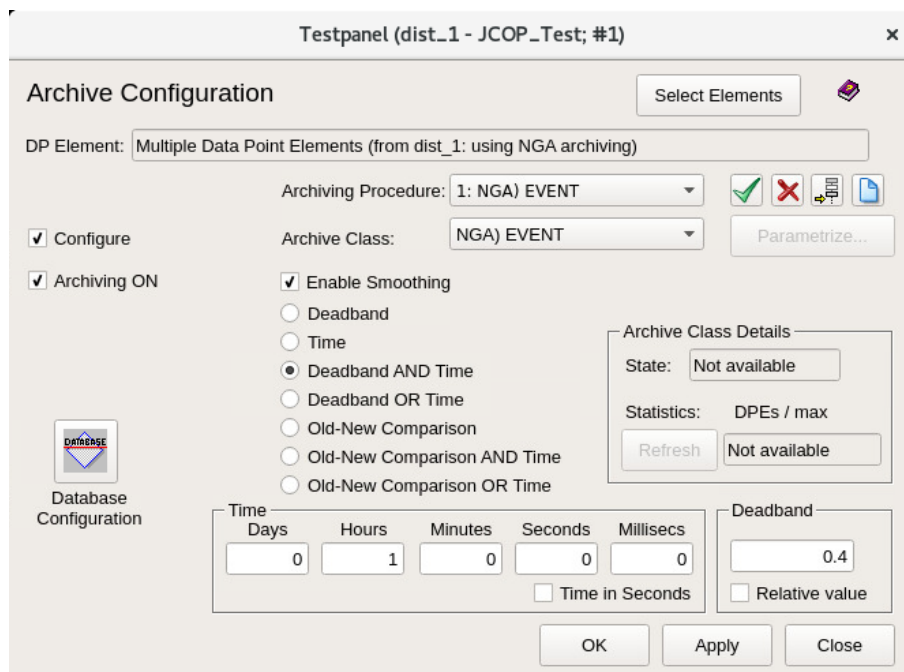 Testpanel (dist_1 - JCOP_Test; #1)
Archive Configuration
Select Elements
DP Element: Multiple Data Point Elements (from dist_1: using NGA archiving)
Archiving Procedure: 1: NGA) EVENT
Configure
Archive Class: NGA) EVENT
Parametrize...
Archiving ON
Enable Smoothing
Deadband
Time
Deadband AND Time
Deadband OR Time
Old-New Comparison
Old-New Comparison AND Time
Old-New Comparison OR Time
Archive Class Details
State: Not available
Statistics: DPEs / max
Refresh Not available
DATABASE
Database
Configuration
Time
Days Hours Minutes Seconds Millisecs
0 1 0 0 0
Time in Seconds
Deadband
0.4
Relative value
OK Apply Close